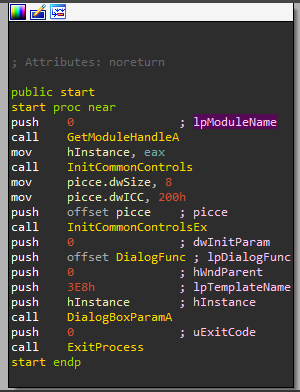 ; Attributes: noreturn
public start
start proc near
push 0 ; lpModuleName
call GetModuleHandleA
mov hInstance, eax
call InitCommonControls
mov picce.dwSize, 8
mov picce.dwICC, 200h
push offset picce ; picce
call InitCommonControlsEx
push 0 ; dwInitParam
push offset DialogFunc ; lpDialogFunc
push 0 ; hWndParent
push 3E8h ; lpTemplateName
push hInstance ; hInstance
call DialogBoxParamA
push 0 ; uExitCode
call ExitProcess
start endp